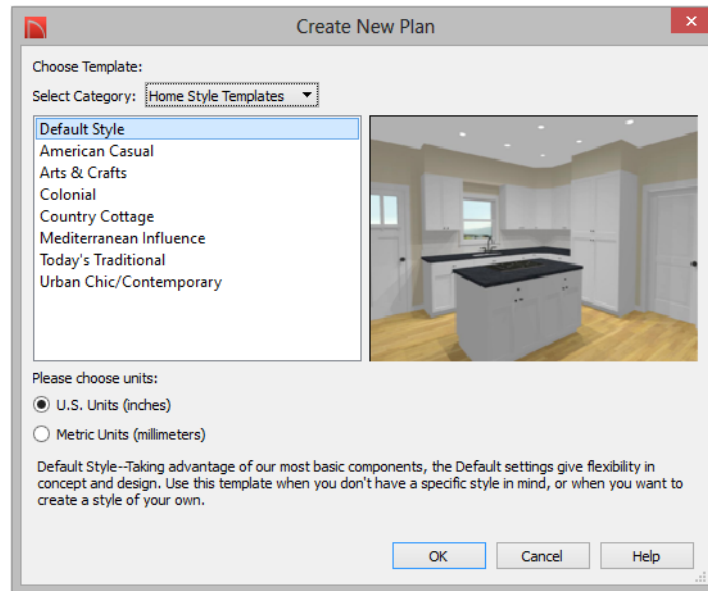 Create New Plan
Choose Template:
Select Category: Home Style Templates
Default Style
American Casual
Arts & Crafts
Colonial
Country Cottage
Mediterranean Influence
Today's Traditional
Urban Chic/Contemporary
Please choose units:
U.S. Units (inches)
Metric Units (millimeters)
Default Style--Taking advantage of our most basic components, the Default settings give flexibility in
concept and design. Use this template when you don't have a specific style in mind, or when you want to
create a style of your own.
OK Cancel Help